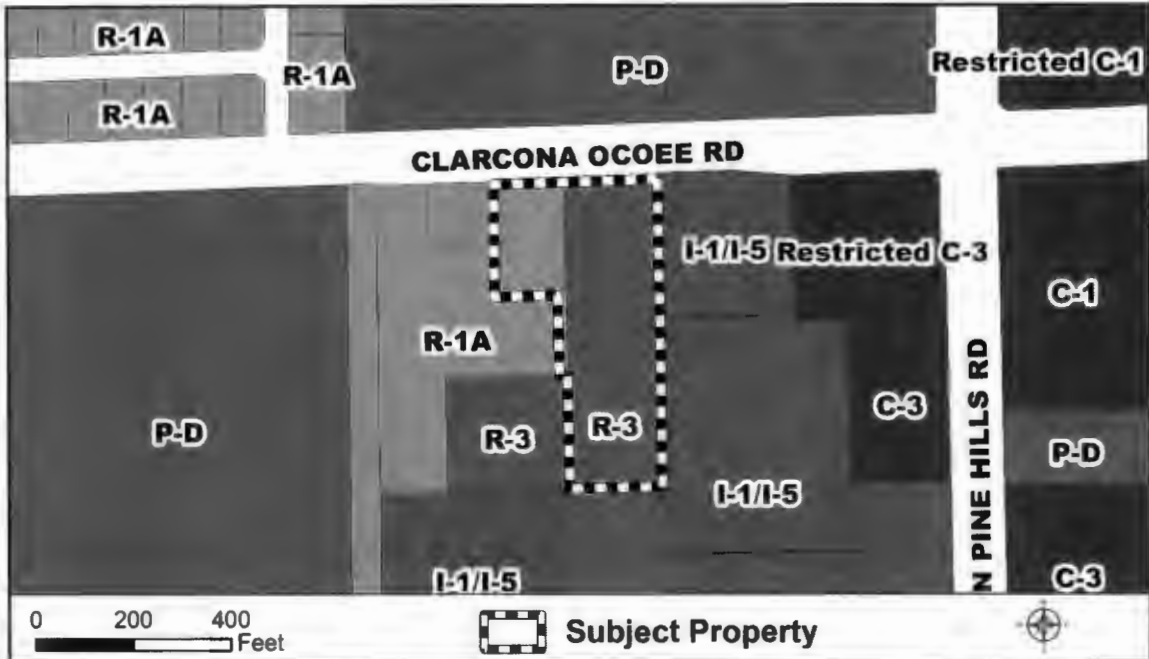 R-1A
R-1A
P-D
Restricted C-1
R-1A
CLARCONA OCOEE RD
I-1/I-5 Restricted C-3
C-1
R-1A
N PINE HILLS RD
C-3
P-D
R-3
R-3
P-D
I-1/I-5
I-1/I-5
C-3
0 200 400
Feet
Subject Property